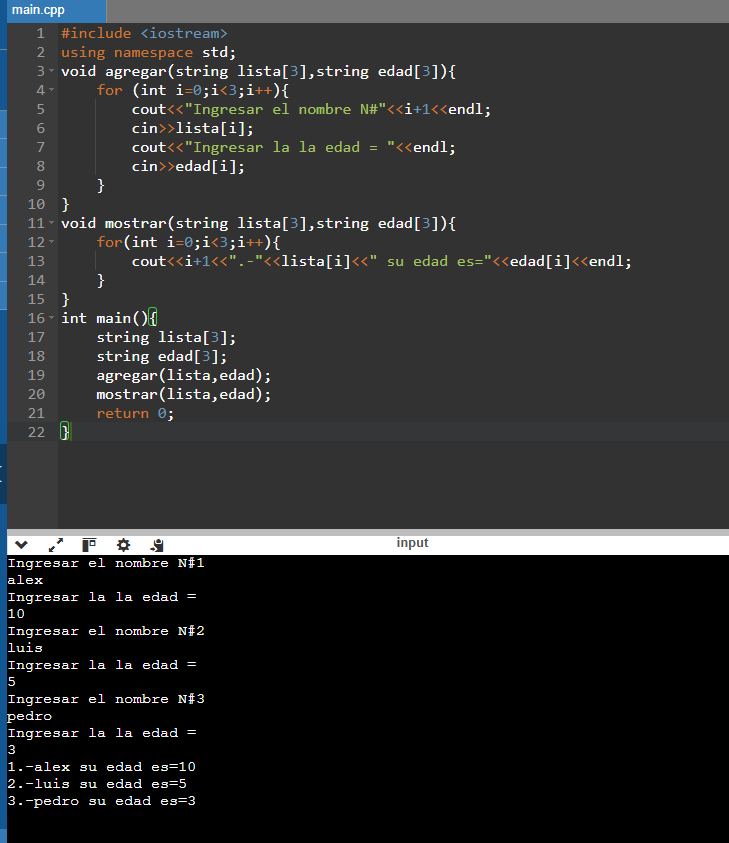 main.cpp
1 #include <iostream>
2 using namespace std;
3 void agregar(string lista[3],string edad[3]){
4     for (int i=0;i<3;i++){
5         cout<<"Ingresar el nombre N#"<<i+1<<endl;
6         cin>>lista[i];
7         cout<<"Ingresar la la edad = "<<endl;
8         cin>>edad[i];
9     }
10 }
11 void mostrar(string lista[3],string edad[3]){
12     for(int i=0;i<3;i++){
13         cout<<i+1<<".-"<<lista[i]<<" su edad es="<<edad[i]<<endl;
14     }
15 }
16 int main(){
17     string lista[3];
18     string edad[3];
19     agregar(lista,edad);
20     mostrar(lista,edad);
21     return 0;
22 }
input
Ingresar el nombre N#1
alex
Ingresar la la edad =
10
Ingresar el nombre N#2
luis
Ingresar la la edad =
5
Ingresar el nombre N#3
pedro
Ingresar la la edad =
3
1.-alex su edad es=10
2.-luis su edad es=5
3.-pedro su edad es=3